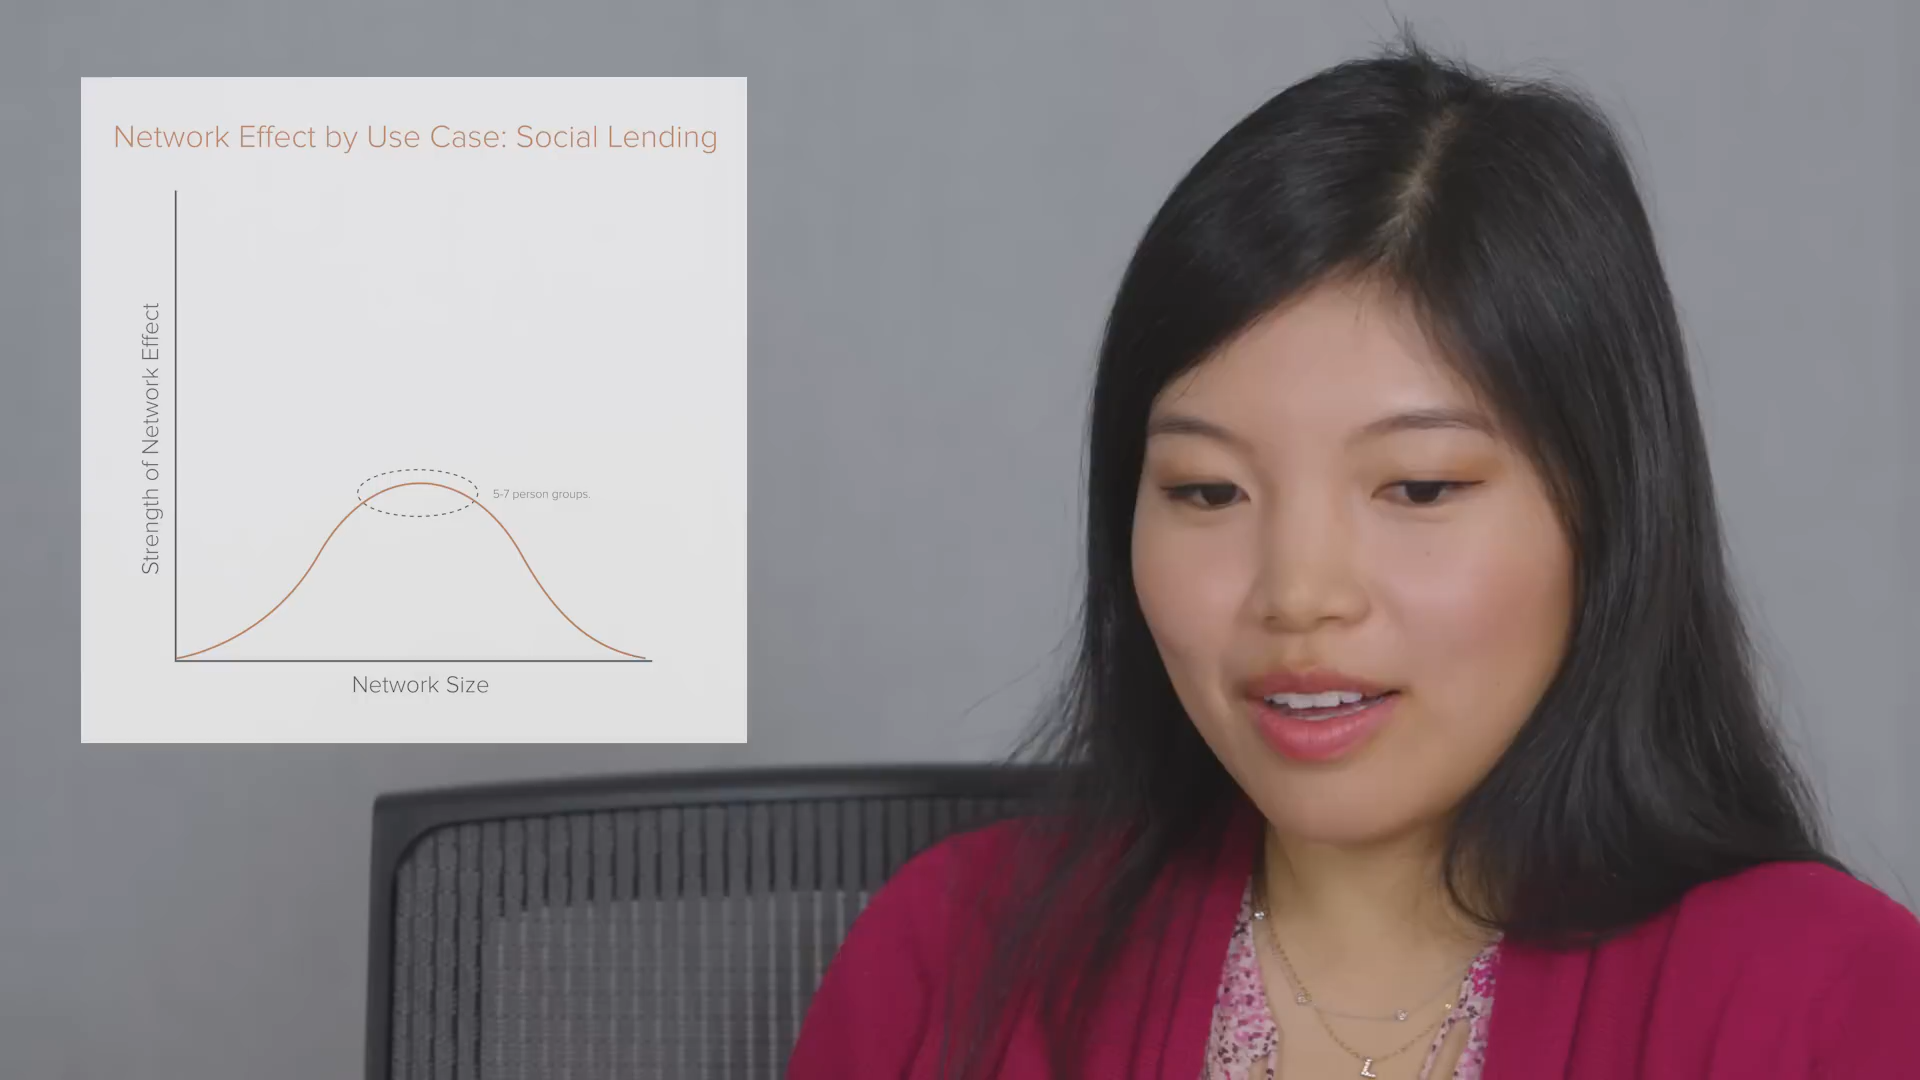 Network Effect by Use Case: Social Lending
Strength of Network Effect
5-7 person groups.
Network Size
L